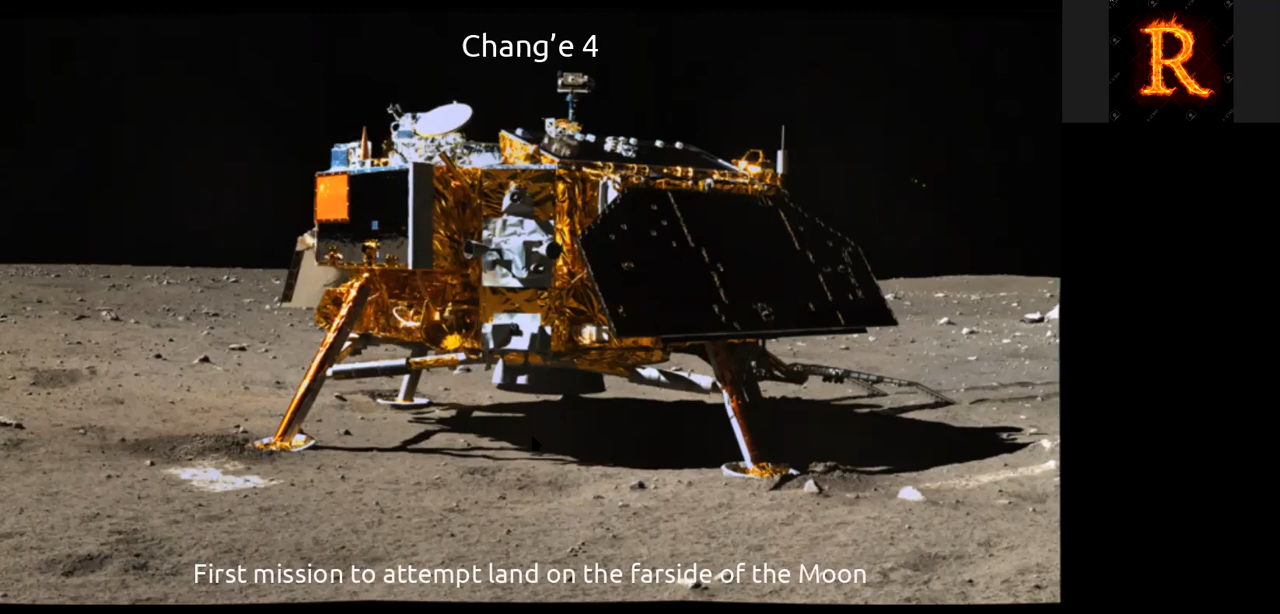 Chang’e 4
R
First mission to attempt land on the farside of the Moon